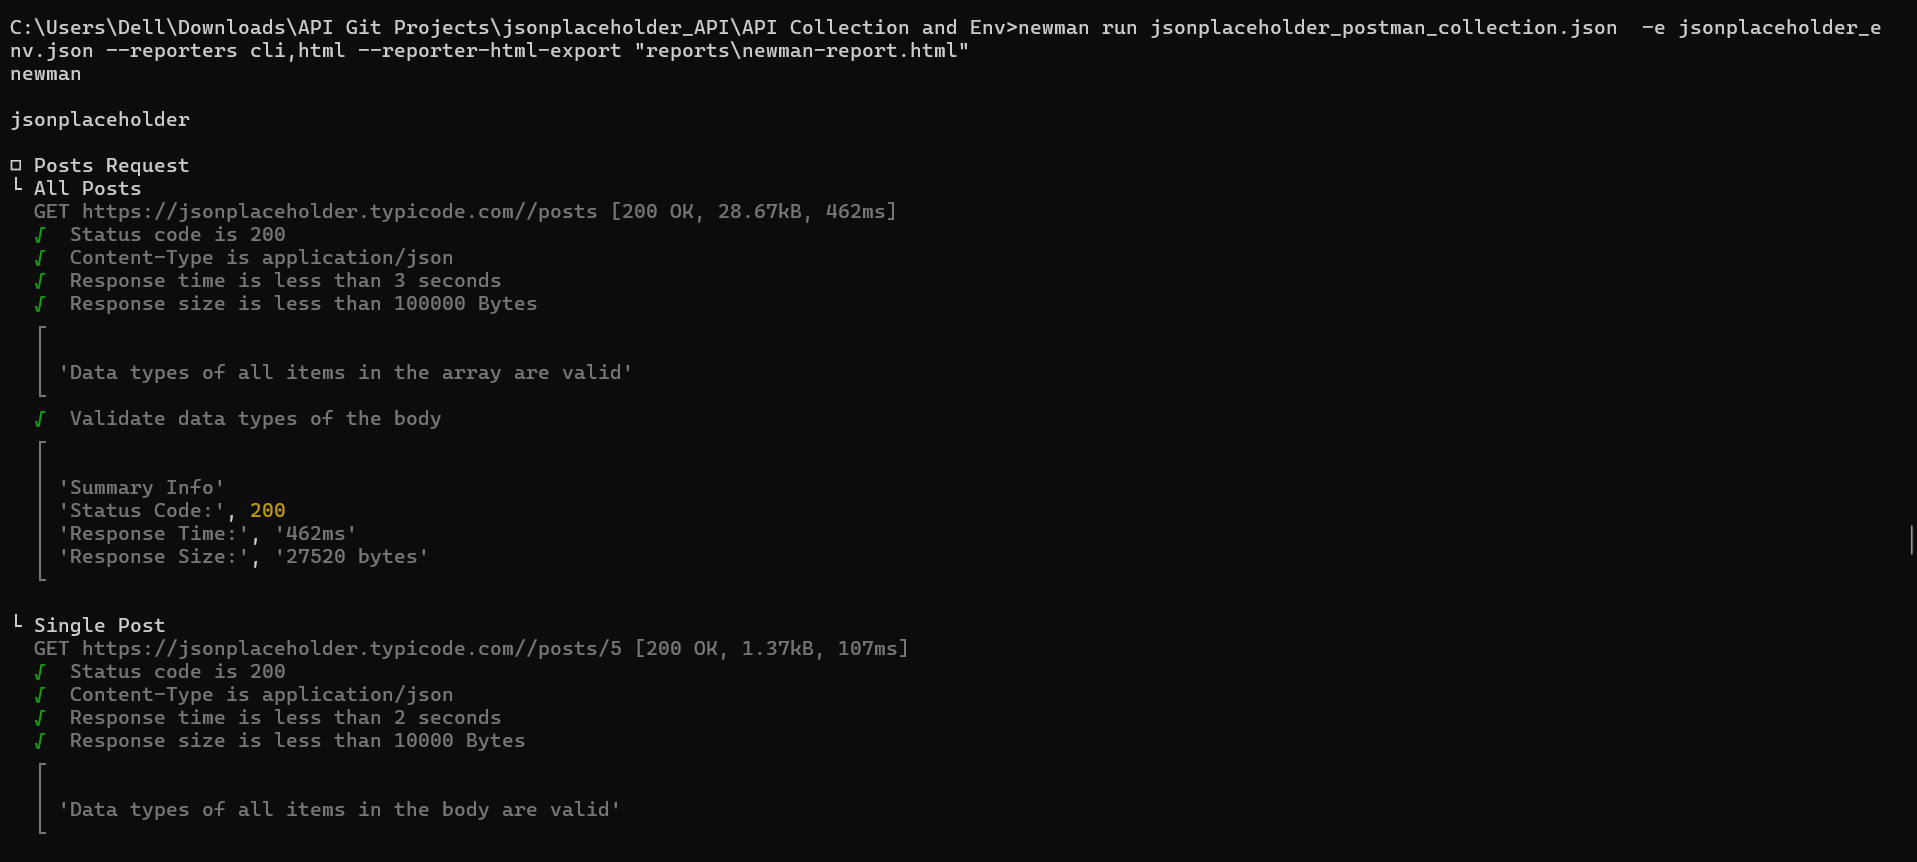 C:\Users\Dell\Downloads\API Git Projects\jsonplaceholder_API\API Collection and Env>newman run jsonplaceholder_postman_collection.json  -e jsonplaceholder_e
nv.json --reporters cli,html --reporter-html-export "reports\newman-report.html"
newman

jsonplaceholder

□ Posts Request
└ All Posts
  GET https://jsonplaceholder.typicode.com//posts [200 OK, 28.67kB, 462ms]
  √  Status code is 200
  √  Content-Type is application/json
  √  Response time is less than 3 seconds
  √  Response size is less than 100000 Bytes
  ┌
  │
  │ 'Data types of all items in the array are valid'
  └
  √  Validate data types of the body
  ┌
  │
  │ 'Summary Info'
  │ 'Status Code:', 200
  │ 'Response Time:', '462ms'
  │ 'Response Size:', '27520 bytes'
  └

└ Single Post
  GET https://jsonplaceholder.typicode.com//posts/5 [200 OK, 1.37kB, 107ms]
  √  Status code is 200
  √  Content-Type is application/json
  √  Response time is less than 2 seconds
  √  Response size is less than 10000 Bytes
  ┌
  │
  │ 'Data types of all items in the body are valid'
  └